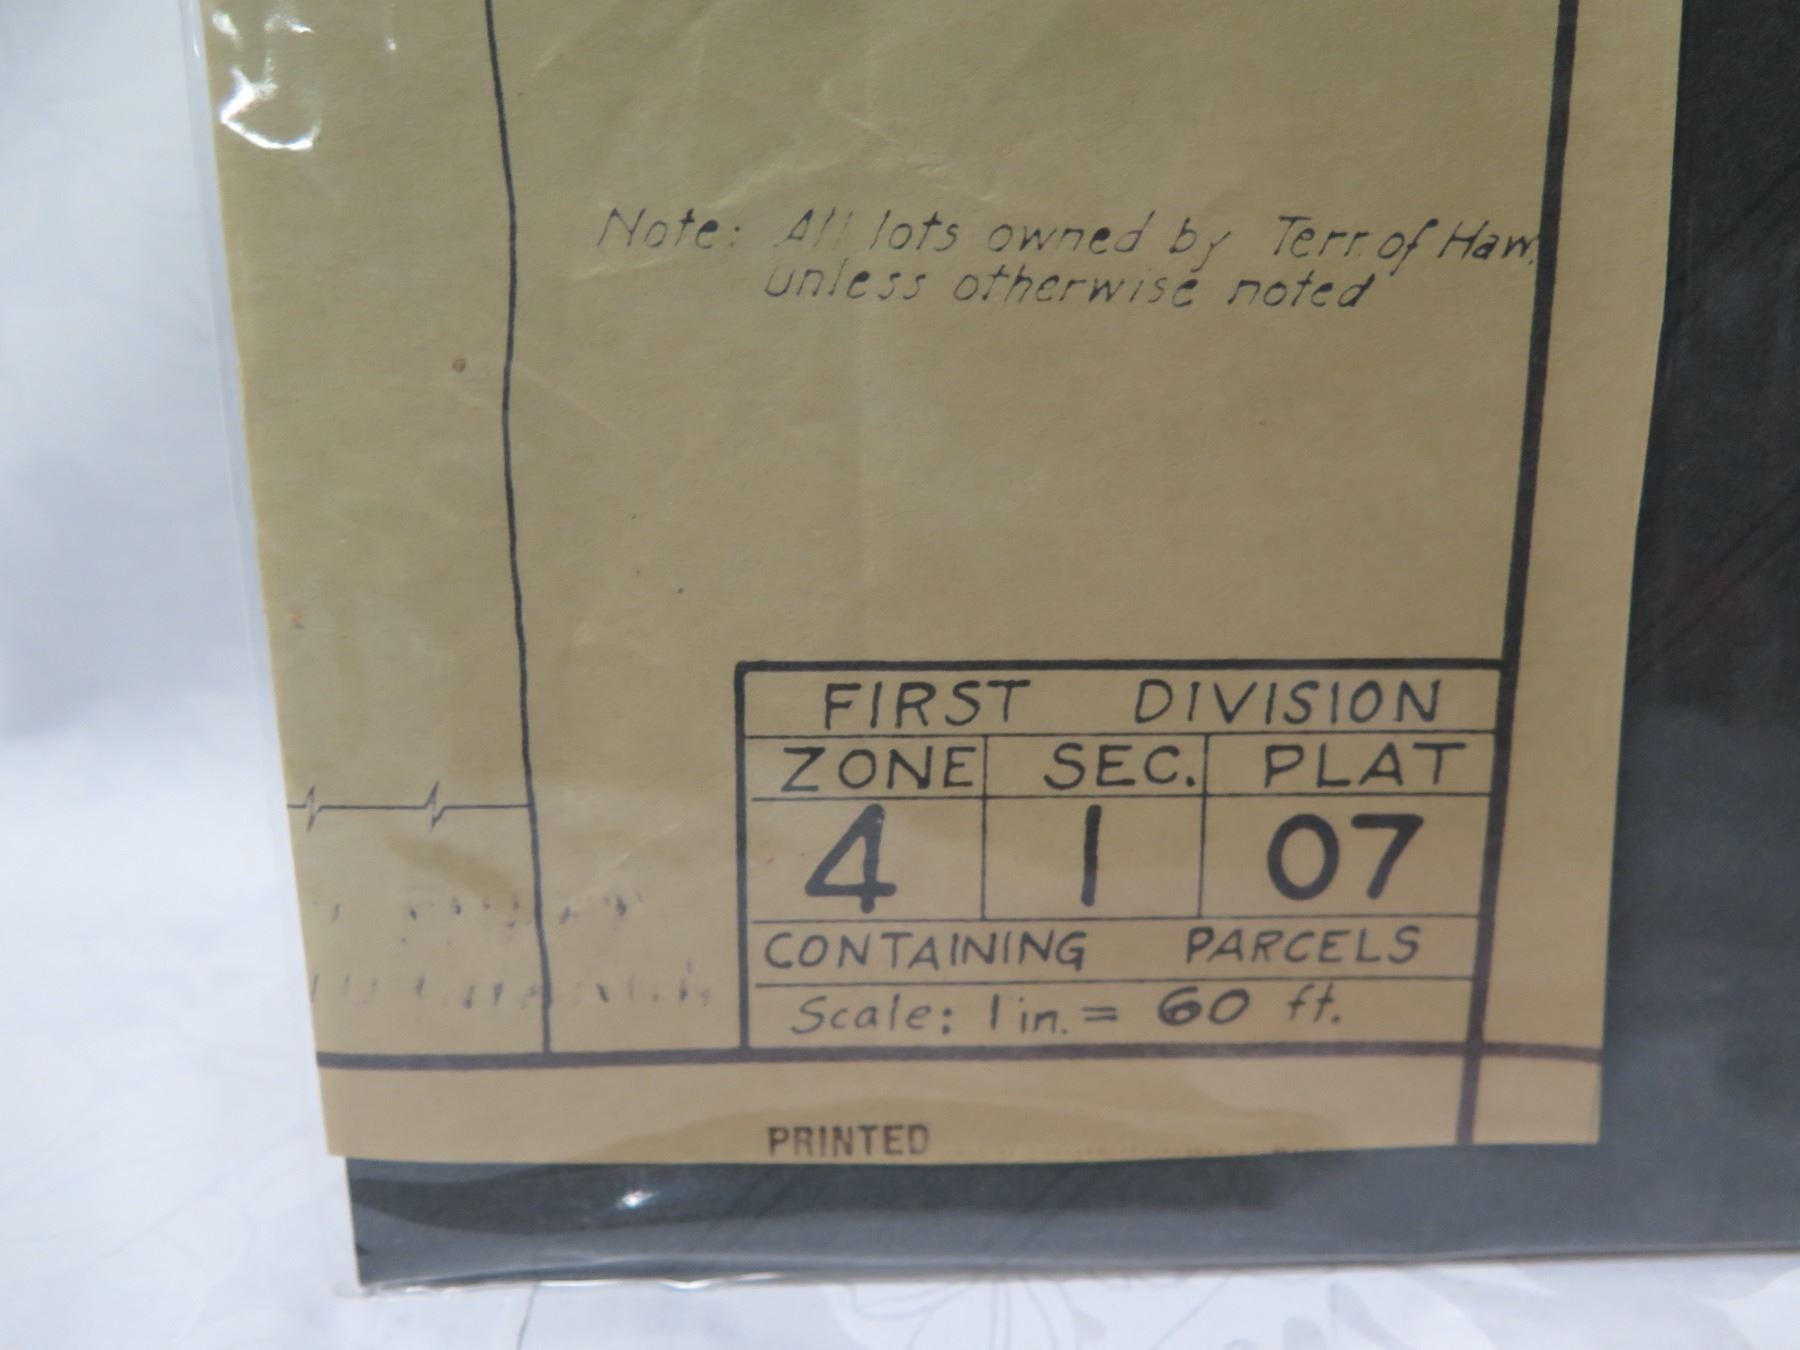 Note: All lots owned by Terr. of Haw.
unless otherwise noted
FIRST DIVISION
ZONE SEC. PLAT
4 1 07
CONTAINING PARCELS
Scale: 1 in. = 60 ft.
PRINTED